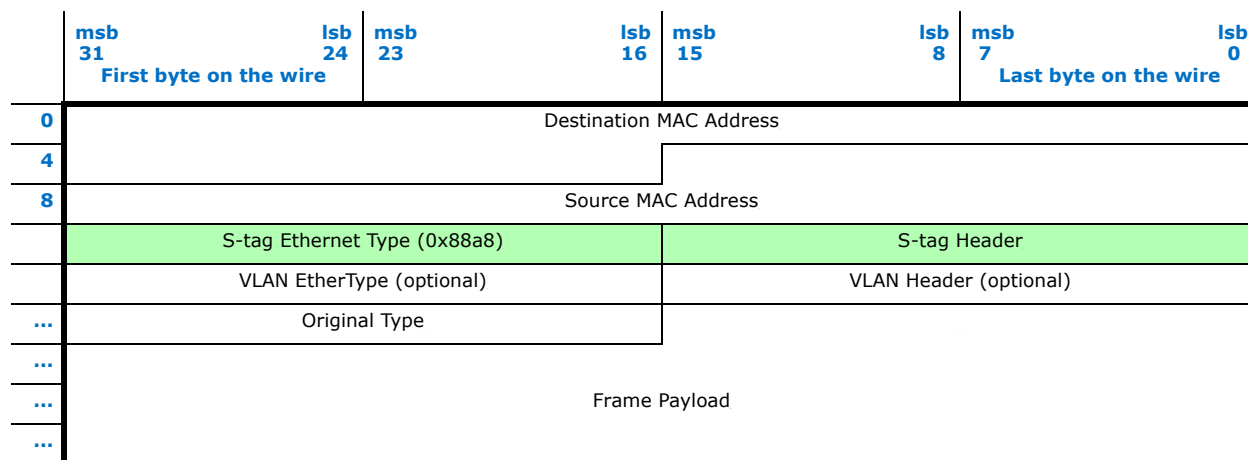 msb lsb msb lsb msb lsb msb lsb
31 24 23 16 15 8 7 0
First byte on the wire Last byte on the wire
0 Destination MAC Address
4
8 Source MAC Address
S-tag Ethernet Type (0x88a8) S-tag Header
VLAN EtherType (optional) VLAN Header (optional)
... Original Type
...
... Frame Payload
...